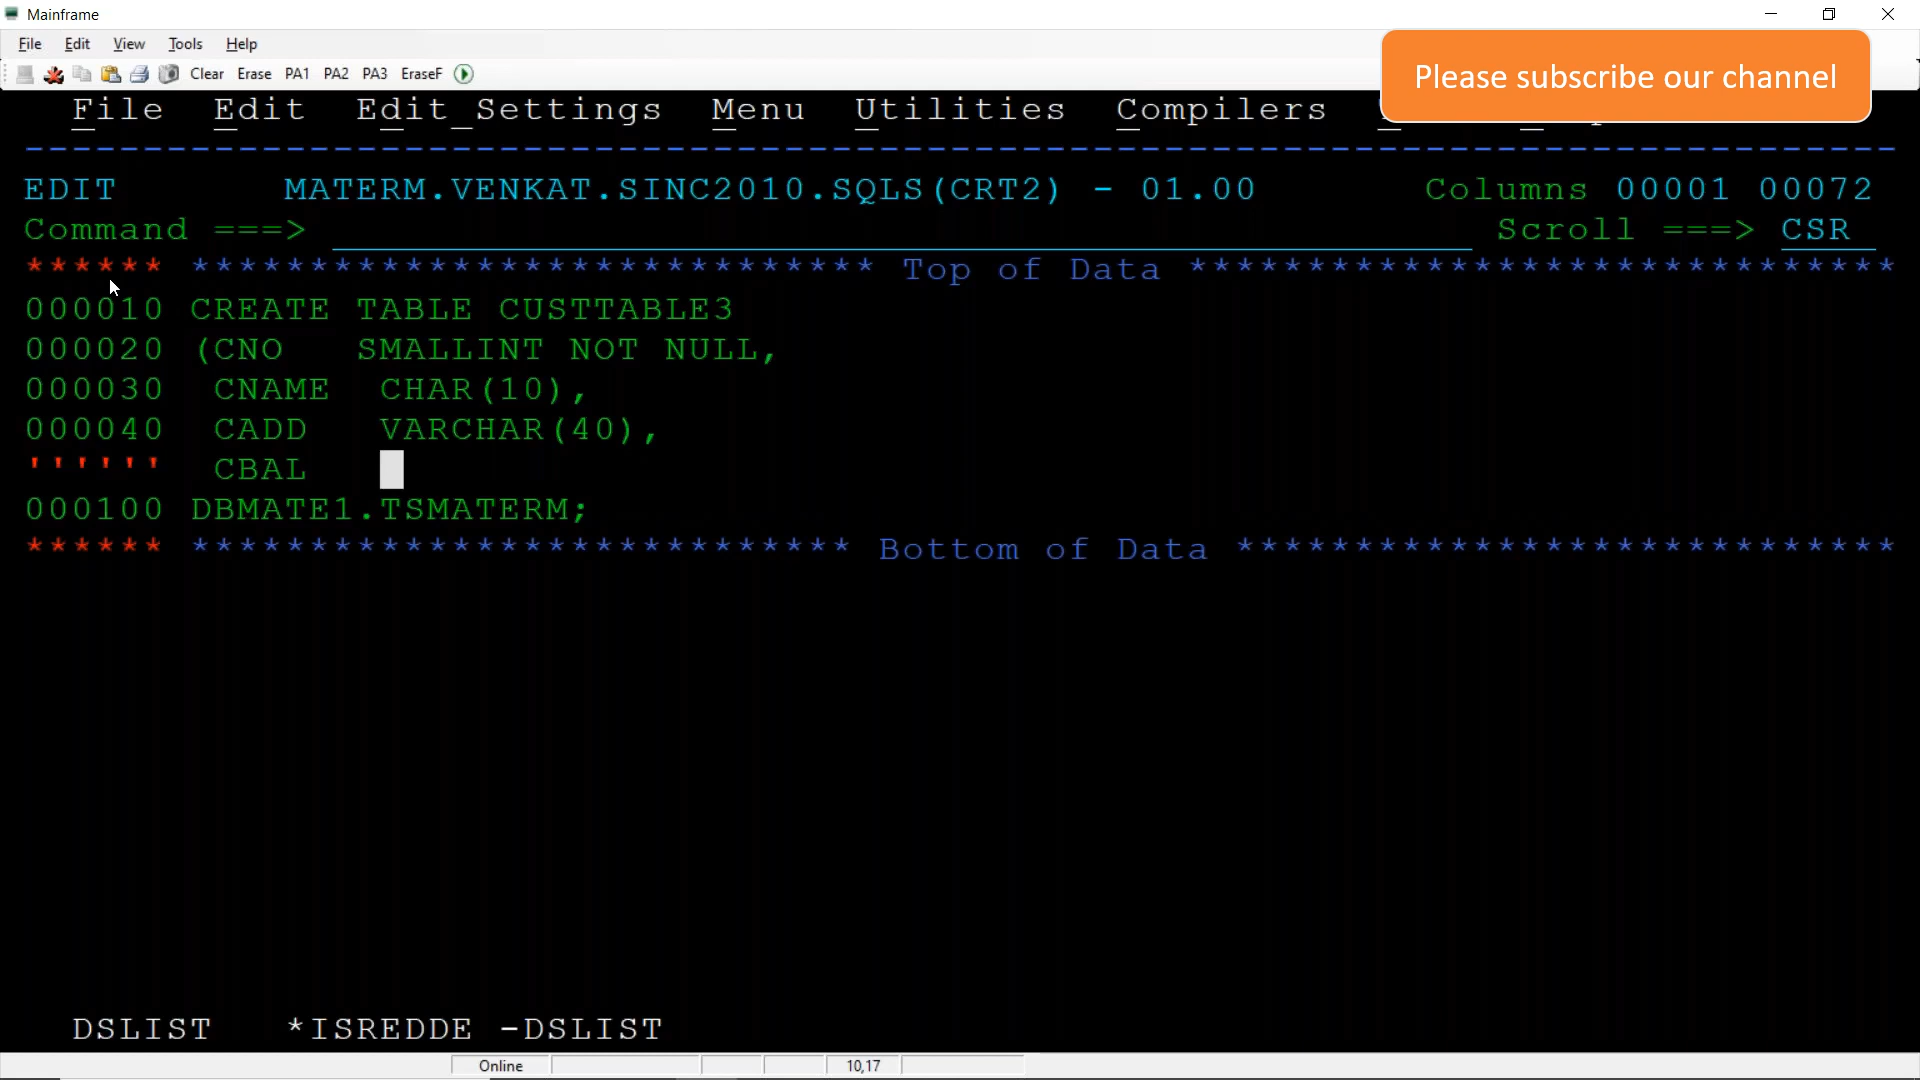 Mainframe
File Edit View Tools Help
Clear Erase PA1 PA2 PA3 EraseF
Please subscribe our channel
File Edit Edit_Settings Menu Utilities Compilers
--------------------------------------------------------------------------------
EDIT MATERM.VENKAT.SINC2010.SQLS(CRT2) - 01.00 Columns 00001 00072
Command ===> Scroll ===> CSR
****** ***************************** Top of Data ******************************
000010 CREATE TABLE CUSTTABLE3
000020 (CNO SMALLINT NOT NULL,
000030 CNAME CHAR(10),
000040 CADD VARCHAR(40),
'''''' CBAL
000100 DBMATE1.TSMATERM;
****** **************************** Bottom of Data ****************************
DSLIST *ISREDDE -DSLIST
Online 10,17